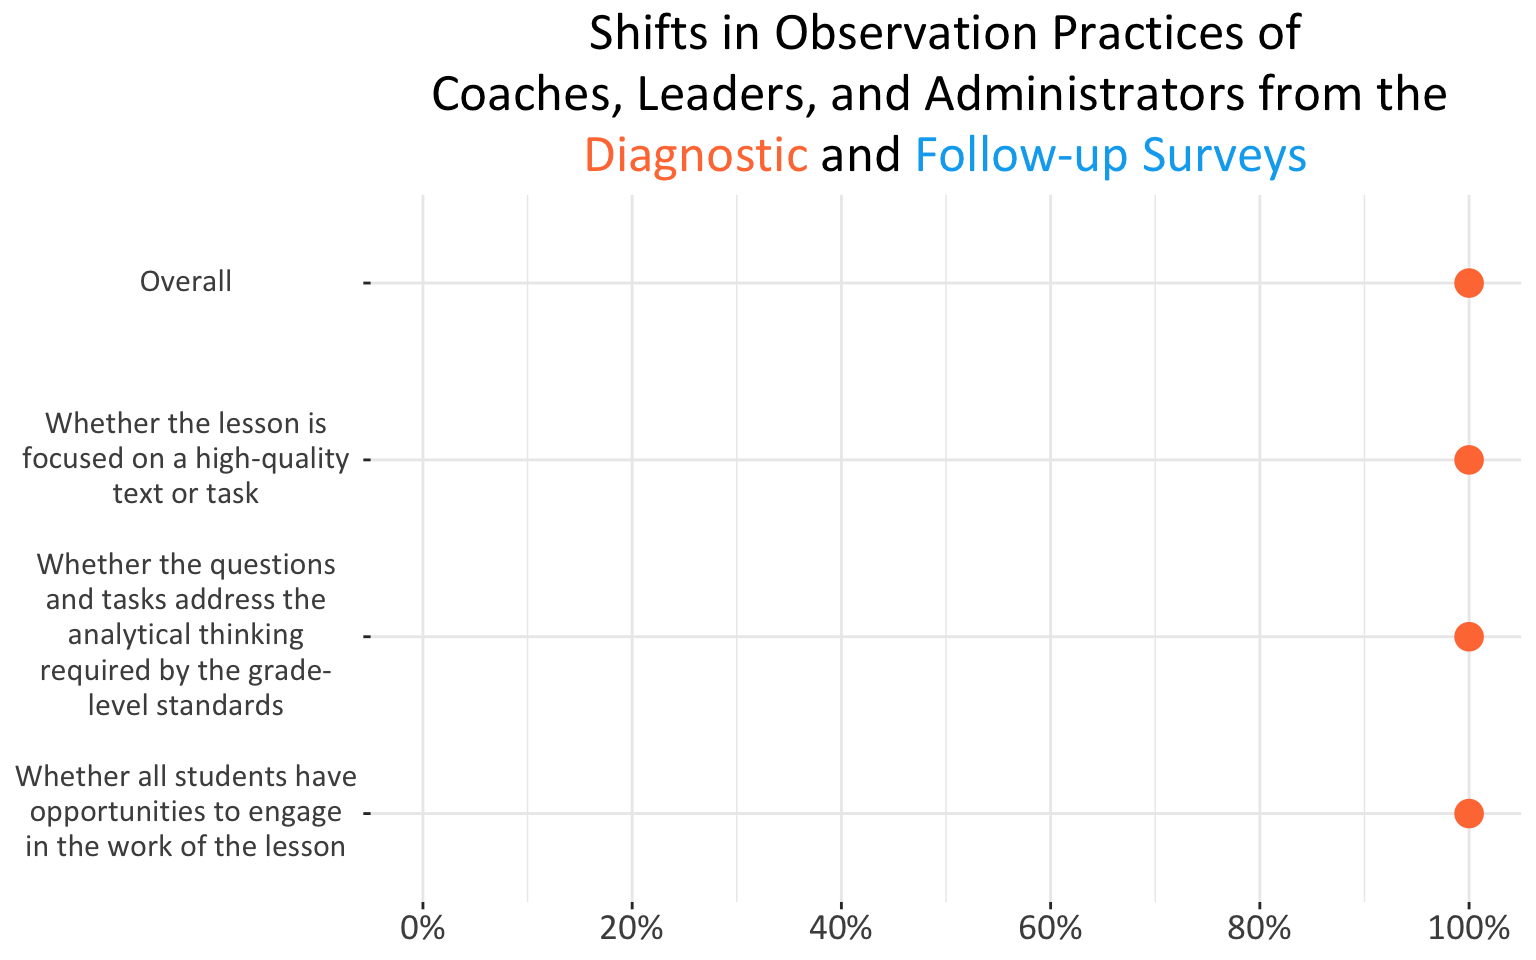 Shifts in Observation Practices of
Coaches, Leaders, and Administrators from the
Diagnostic and Follow-up Surveys
Overall
Whether the lesson is
focused on a high-quality
text or task
Whether the questions
and tasks address the
analytical thinking
required by the grade-
level standards
Whether all students have
opportunities to engage
in the work of the lesson
0% 20% 40% 60% 80% 100%